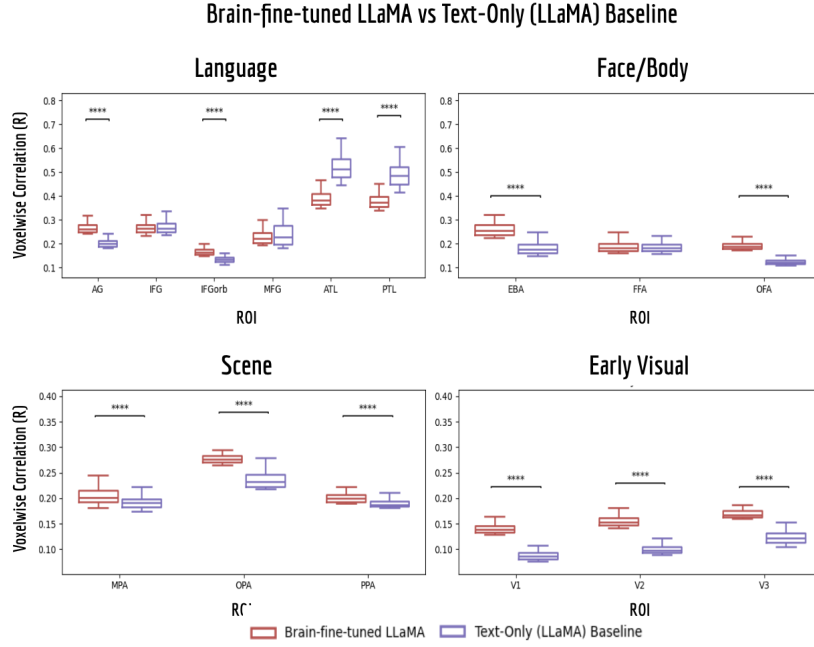 Brain-fine-tuned LLaMA vs Text-Only (LLaMA) Baseline
Language
Voxelwise Correlation (R)
0.8
0.7
0.6
0.5
0.4
0.3
0.2
0.1
**** **** **** ****
AG IFG IFGorb MFG ATL PTL
ROI
Face/Body
0.8
0.7
0.6
0.5
0.4
0.3
0.2
0.1
**** ****
EBA FFA OFA
ROI
Scene
Voxelwise Correlation (R)
0.40
0.35
0.30
0.25
0.20
0.15
0.10
**** **** ****
MPA OPA PPA
Early Visual
0.40
0.35
0.30
0.25
0.20
0.15
0.10
**** **** ****
V1 V2 V3
ROI
Brain-fine-tuned LLaMA Text-Only (LLaMA) Baseline